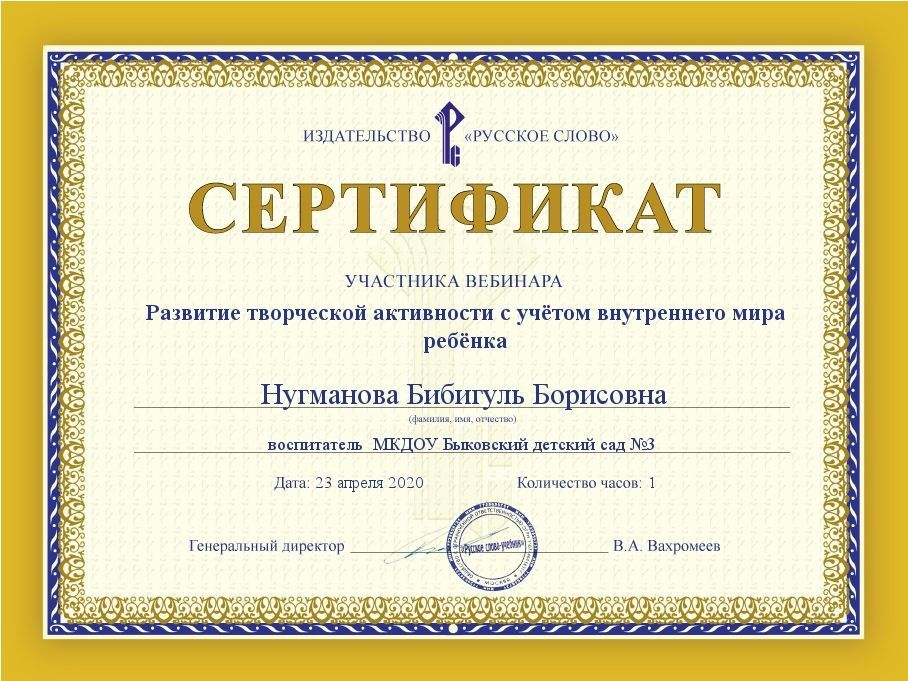 ИЗДАТЕЛЬСТВО «РУССКОЕ СЛОВО»
СЕРТИФИКАТ
УЧАСТНИКА ВЕБИНАРА
Развитие творческой активности с учётом внутреннего мира
ребёнка
Нугманова Бибигуль Борисовна
(фамилия, имя, отчество)
воспитатель МКДОУ Быковский детский сад №3
Дата: 23 апреля 2020 Количество часов: 1
Генеральный директор В.А. Вахромеев
«Русское слово-учебник»
МОСКВА